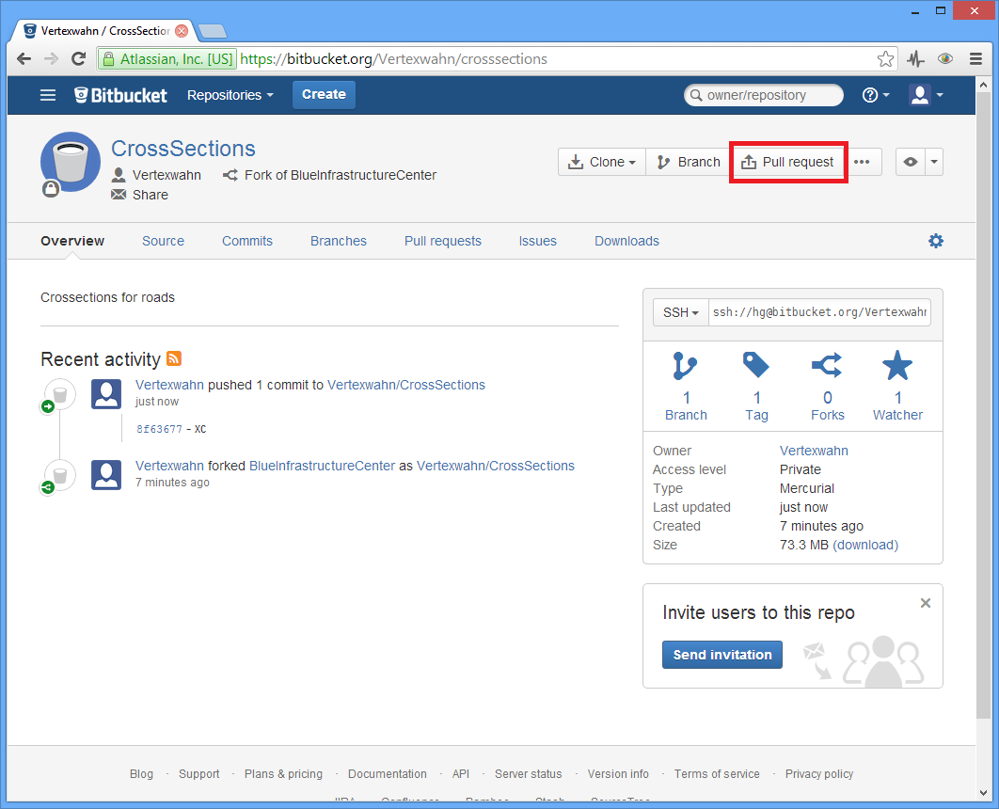 Vertexwahn / CrossSection
Atlassian, Inc. [US] https://bitbucket.org/Vertexwahn/crosssections
Bitbucket Repositories Create owner/repository
CrossSections
Vertexwahn Fork of BlueInfrastructureCenter
Share
Clone Branch Pull request
Overview Source Commits Branches Pull requests Issues Downloads
Crossections for roads
Recent activity
Vertexwahn pushed 1 commit to Vertexwahn/CrossSections
just now
8f63677 - XC
Vertexwahn forked BlueInfrastructureCenter as Vertexwahn/CrossSections
7 minutes ago
SSH ssh://hg@bitbucket.org/Vertexwahn
1 Branch
1 Tag
0 Forks
1 Watcher
Owner Vertexwahn
Access level Private
Type Mercurial
Last updated just now
Created 7 minutes ago
Size 73.3 MB (download)
Invite users to this repo
Send invitation
Blog · Support · Plans & pricing · Documentation · API · Server status · Version info · Terms of service · Privacy policy